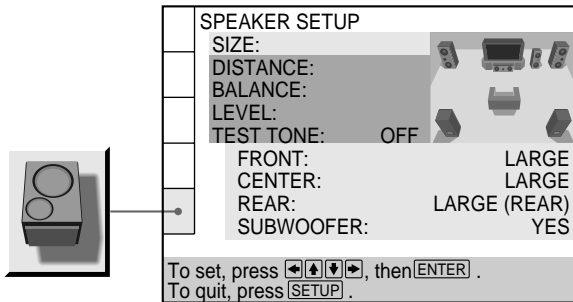 SPEAKER SETUP
SIZE:
DISTANCE:
BALANCE:
LEVEL:
TEST TONE: OFF
FRONT: LARGE
CENTER: LARGE
REAR: LARGE (REAR)
SUBWOOFER: YES
To set, press ←↑↓→, then ENTER .
To quit, press SETUP .